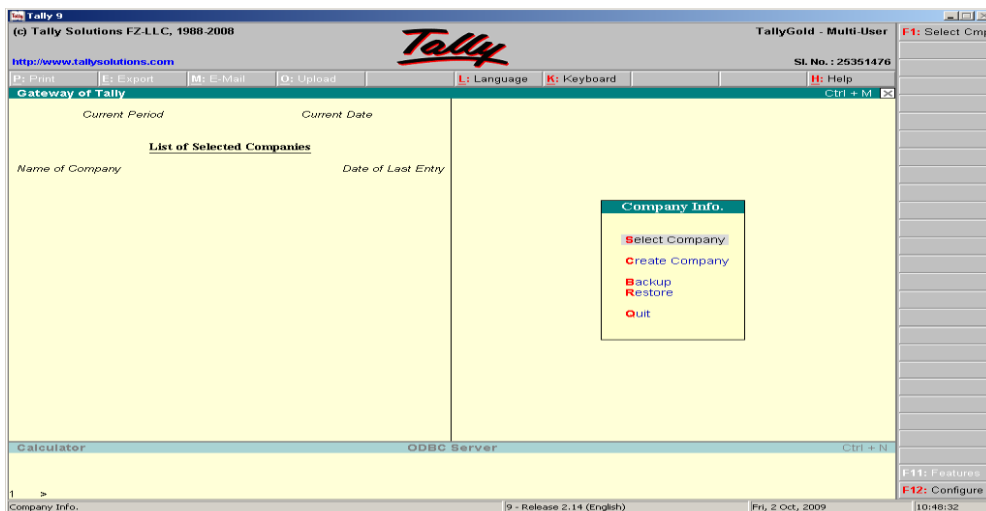 Tally 9
(c) Tally Solutions FZ-LLC, 1988-2008
Tally
TallyGold - Multi-User
F1: Select Cmp
http://www.tallysolutions.com
Sl. No. : 25351476
P: Print E: Export M: E-Mail O: Upload L: Language K: Keyboard H: Help
Gateway of Tally Ctrl + M
Current Period Current Date
List of Selected Companies
Name of Company Date of Last Entry
Company Info.
Select Company
Create Company
Backup
Restore
Quit
Calculator ODBC Server Ctrl + N
F11: Features
1 >
F12: Configure
Company Info. 9 - Release 2.14 (English) Fri, 2 Oct, 2009 10:48:32